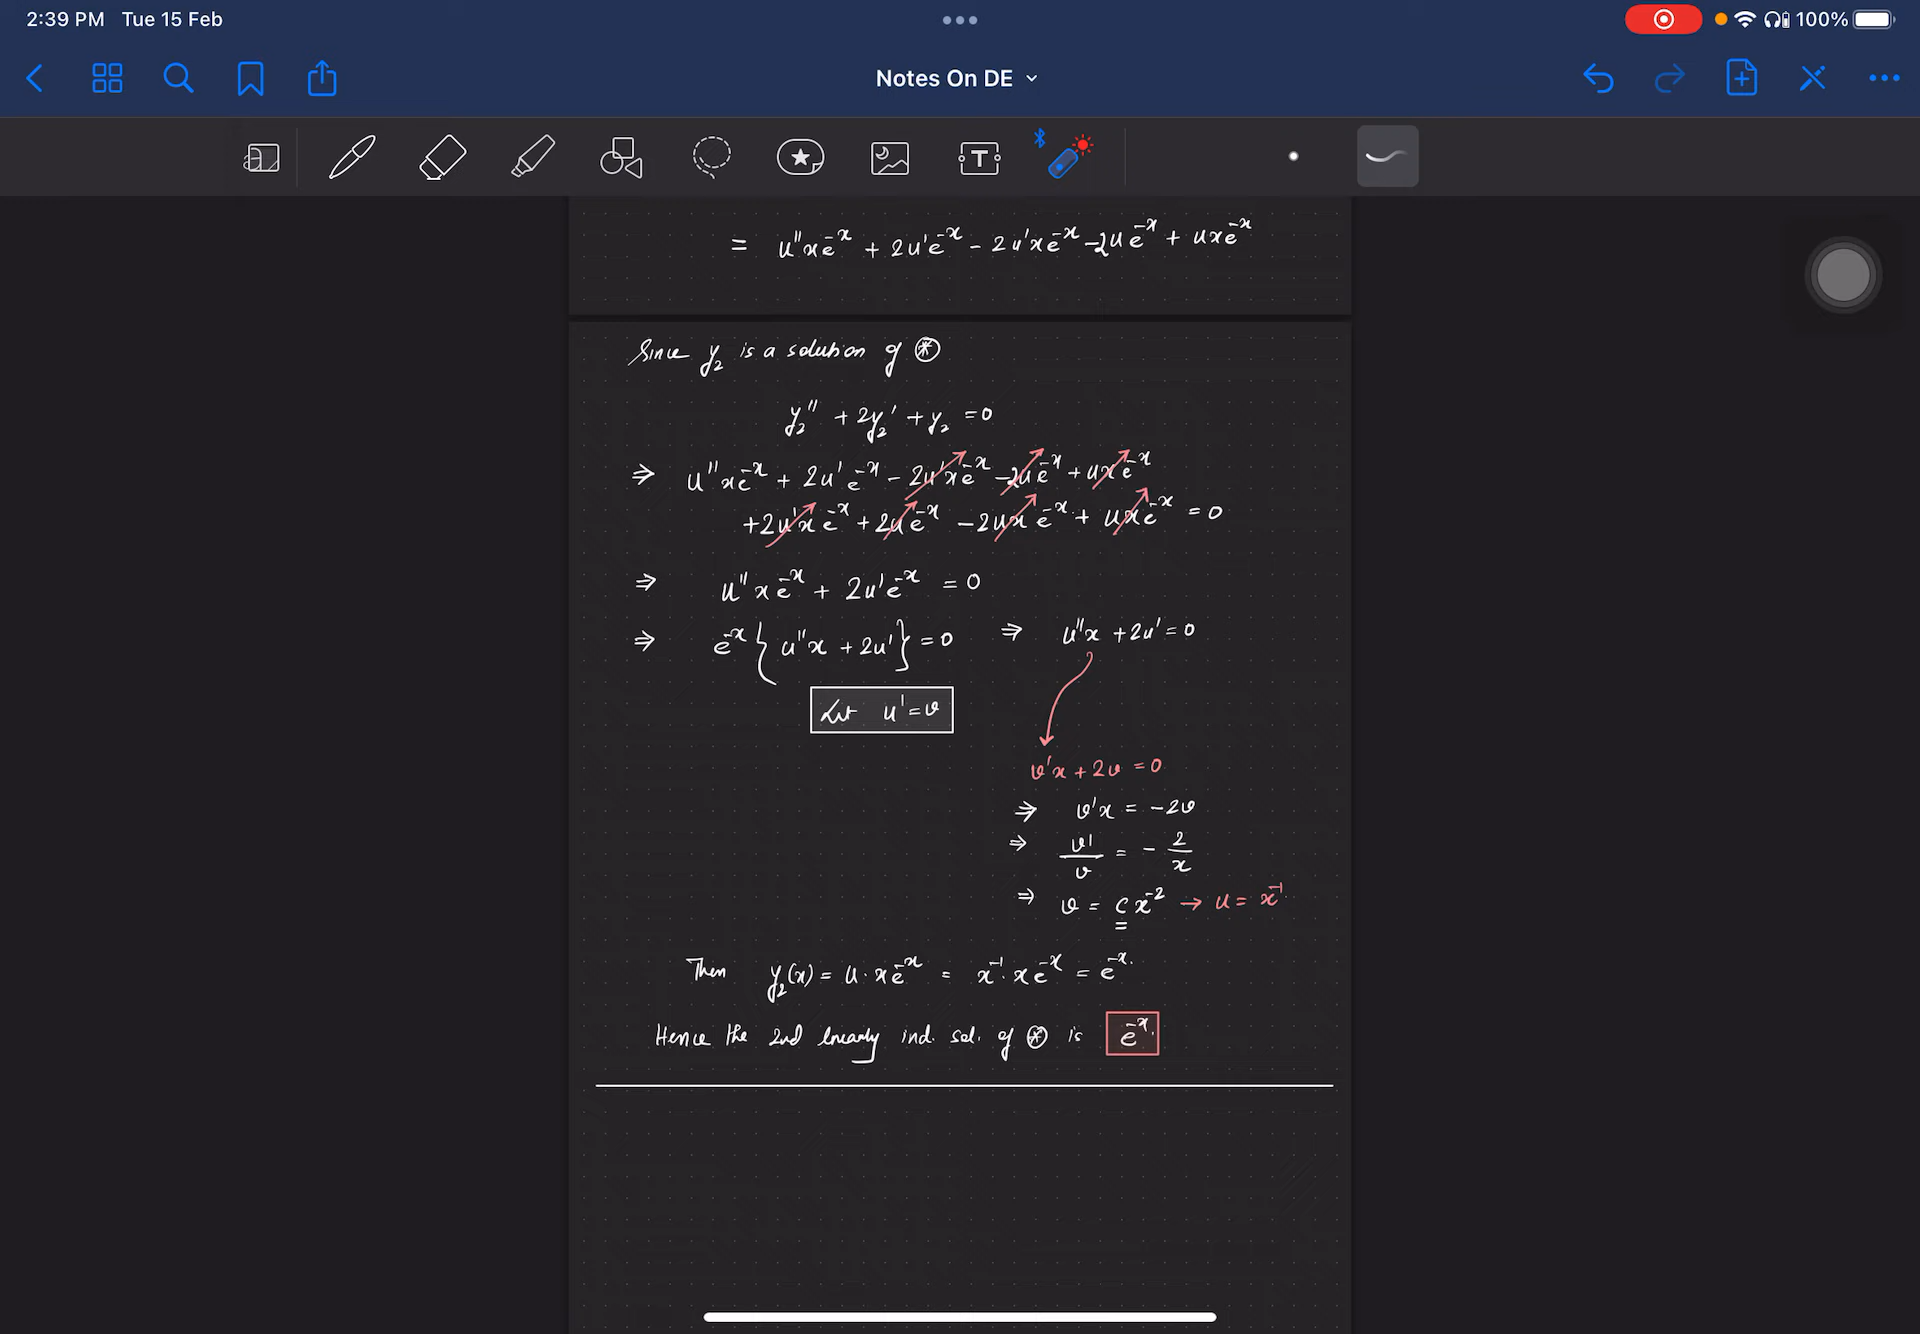 2:39 PM Tue 15 Feb 100%
Notes On DE
T
= u''xe^{-x} + 2u'e^{-x} - 2u'xe^{-x} - 2ue^{-x} + uxe^{-x}
Since y₂ is a solution of ⊛
y₂'' + 2y₂' + y₂ = 0
⇒ u''xe^{-x} + 2u'e^{-x} - 2u'xe^{-x} - 2ue^{-x} + uxe^{-x}
+2u'xe^{-x} + 2ue^{-x} - 2uxe^{-x} + uxe^{-x} = 0
⇒ u''xe^{-x} + 2u'e^{-x} = 0
⇒ e^{-x}{u''x + 2u'} = 0 ⇒ u''x + 2u' = 0
Let u' = v
v'x + 2v = 0
⇒ v'x = -2v
⇒ v'/v = -2/x
⇒ v = cx^{-2} → u = x^{-1}
Then y₂(x) = u·xe^{-x} = x^{-1}·xe^{-x} = e^{-x}.
Hence the 2nd linearly ind. sol. of ⊛ is e^{-x}.